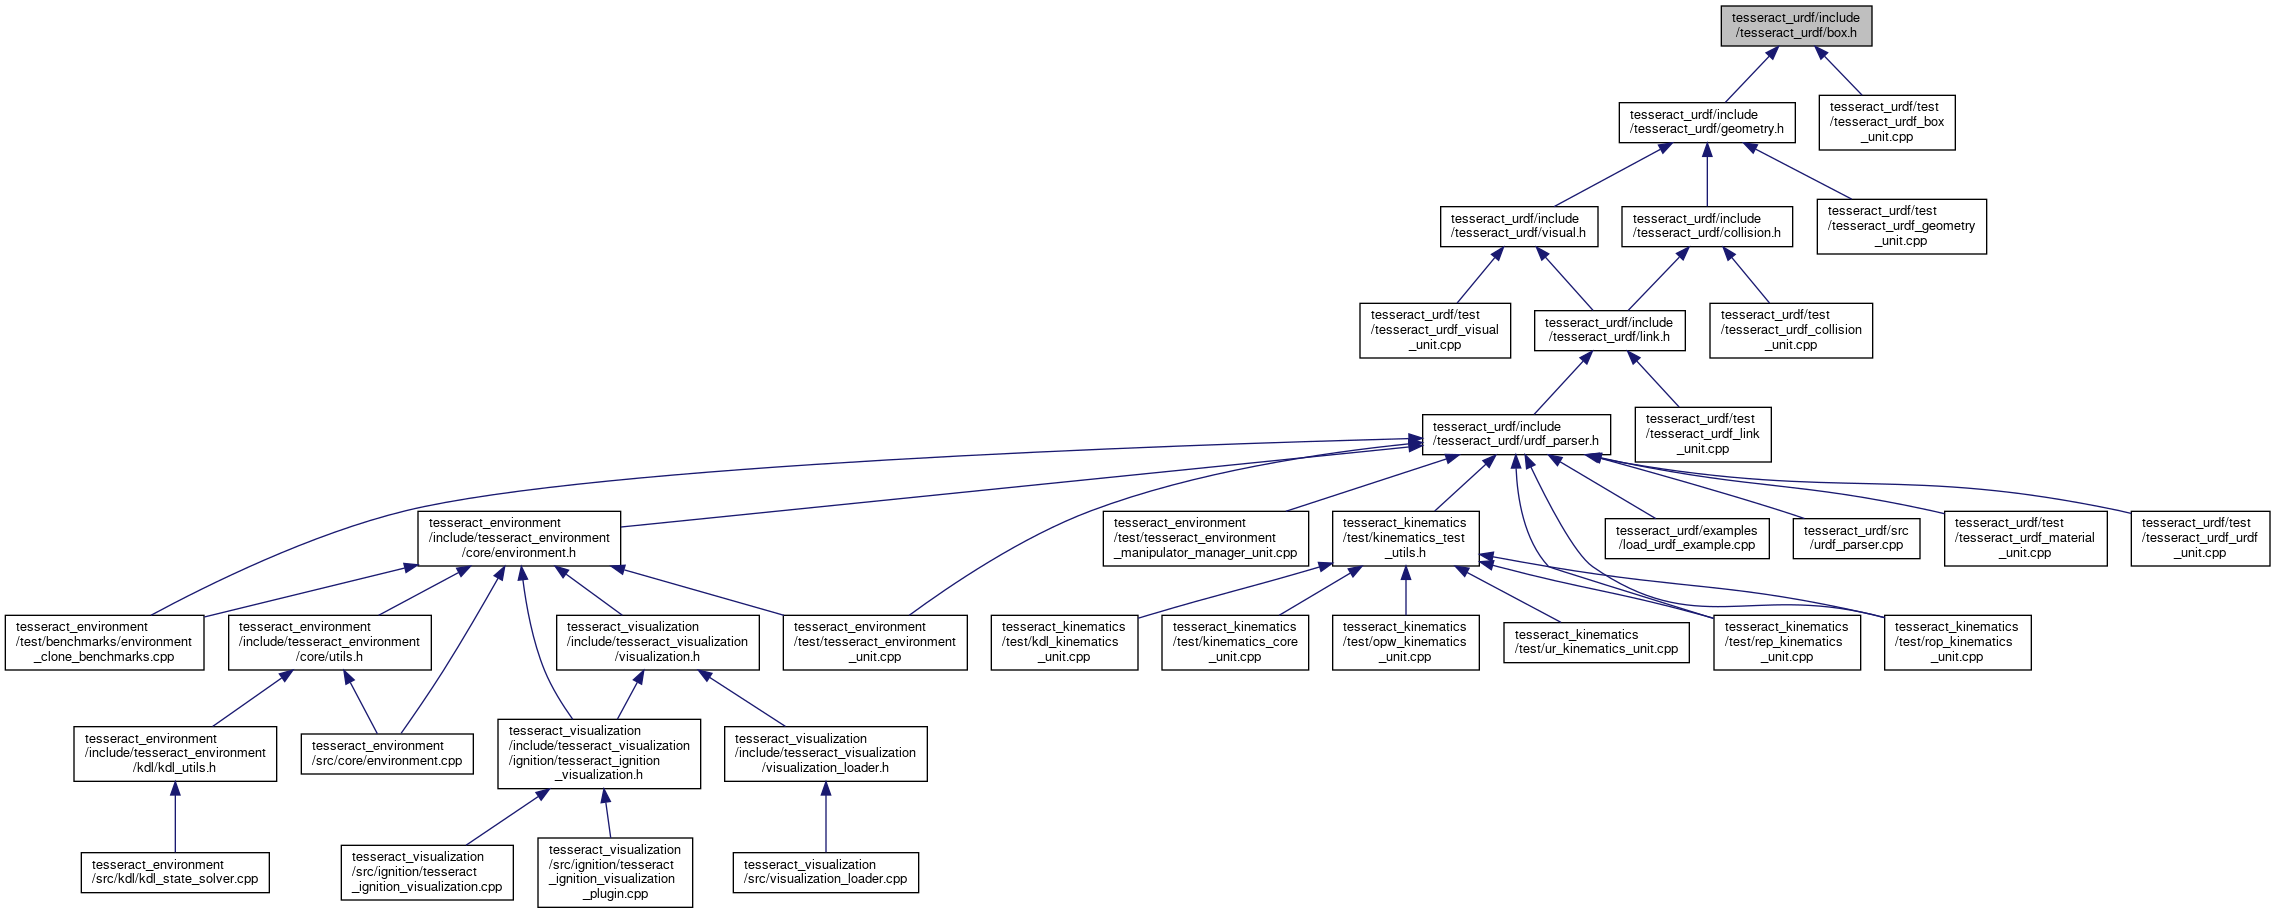 tesseract_urdf/include
/tesseract_urdf/box.h
tesseract_urdf/include
/tesseract_urdf/geometry.h
tesseract_urdf/test
/tesseract_urdf_box
_unit.cpp
tesseract_urdf/include
/tesseract_urdf/visual.h
tesseract_urdf/include
/tesseract_urdf/collision.h
tesseract_urdf/test
/tesseract_urdf_geometry
_unit.cpp
tesseract_urdf/test
/tesseract_urdf_visual
_unit.cpp
tesseract_urdf/include
/tesseract_urdf/link.h
tesseract_urdf/test
/tesseract_urdf_collision
_unit.cpp
tesseract_urdf/include
/tesseract_urdf/urdf_parser.h
tesseract_urdf/test
/tesseract_urdf_link
_unit.cpp
tesseract_environment
/include/tesseract_environment
/core/environment.h
tesseract_environment
/test/tesseract_environment
_manipulator_manager_unit.cpp
tesseract_kinematics
/test/kinematics_test
_utils.h
tesseract_urdf/examples
/load_urdf_example.cpp
tesseract_urdf/src
/urdf_parser.cpp
tesseract_urdf/test
/tesseract_urdf_material
_unit.cpp
tesseract_urdf/test
/tesseract_urdf_urdf
_unit.cpp
tesseract_environment
/test/benchmarks/environment
_clone_benchmarks.cpp
tesseract_environment
/include/tesseract_environment
/core/utils.h
tesseract_visualization
/include/tesseract_visualization
/visualization.h
tesseract_environment
/test/tesseract_environment
_unit.cpp
tesseract_kinematics
/test/kdl_kinematics
_unit.cpp
tesseract_kinematics
/test/kinematics_core
_unit.cpp
tesseract_kinematics
/test/opw_kinematics
_unit.cpp
tesseract_kinematics
/test/ur_kinematics_unit.cpp
tesseract_kinematics
/test/rep_kinematics
_unit.cpp
tesseract_kinematics
/test/rop_kinematics
_unit.cpp
tesseract_environment
/include/tesseract_environment
/kdl/kdl_utils.h
tesseract_environment
/src/core/environment.cpp
tesseract_visualization
/include/tesseract_visualization
/ignition/tesseract_ignition
_visualization.h
tesseract_visualization
/include/tesseract_visualization
/visualization_loader.h
tesseract_environment
/src/kdl/kdl_state_solver.cpp
tesseract_visualization
/src/ignition/tesseract
_ignition_visualization.cpp
tesseract_visualization
/src/ignition/tesseract
_ignition_visualization
_plugin.cpp
tesseract_visualization
/src/visualization_loader.cpp